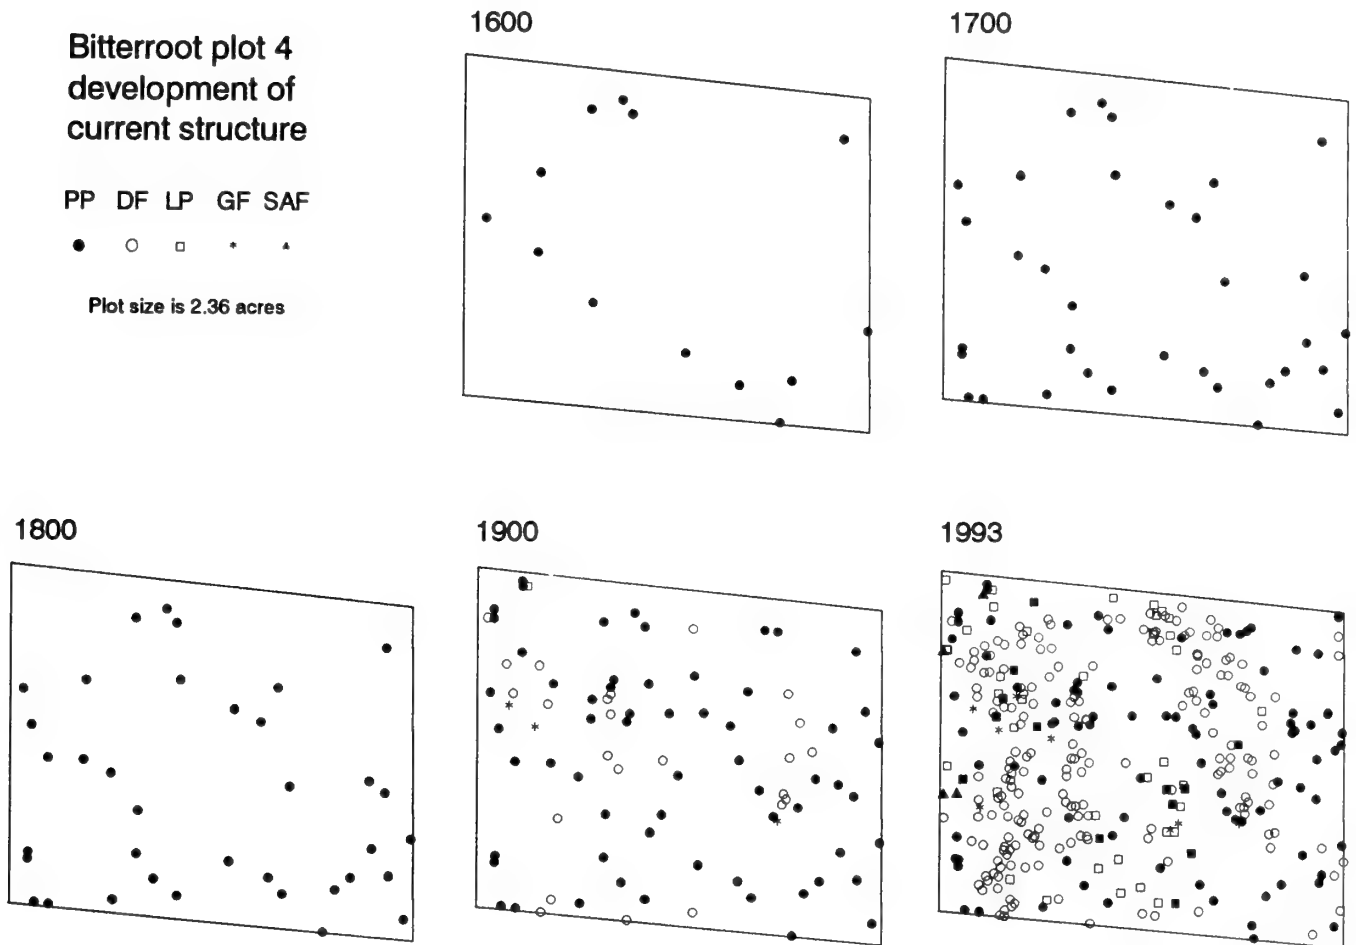 Bitterroot plot 4
development of
current structure
PP DF LP GF SAF
Plot size is 2.36 acres
1600
1700
1800
1900
1993